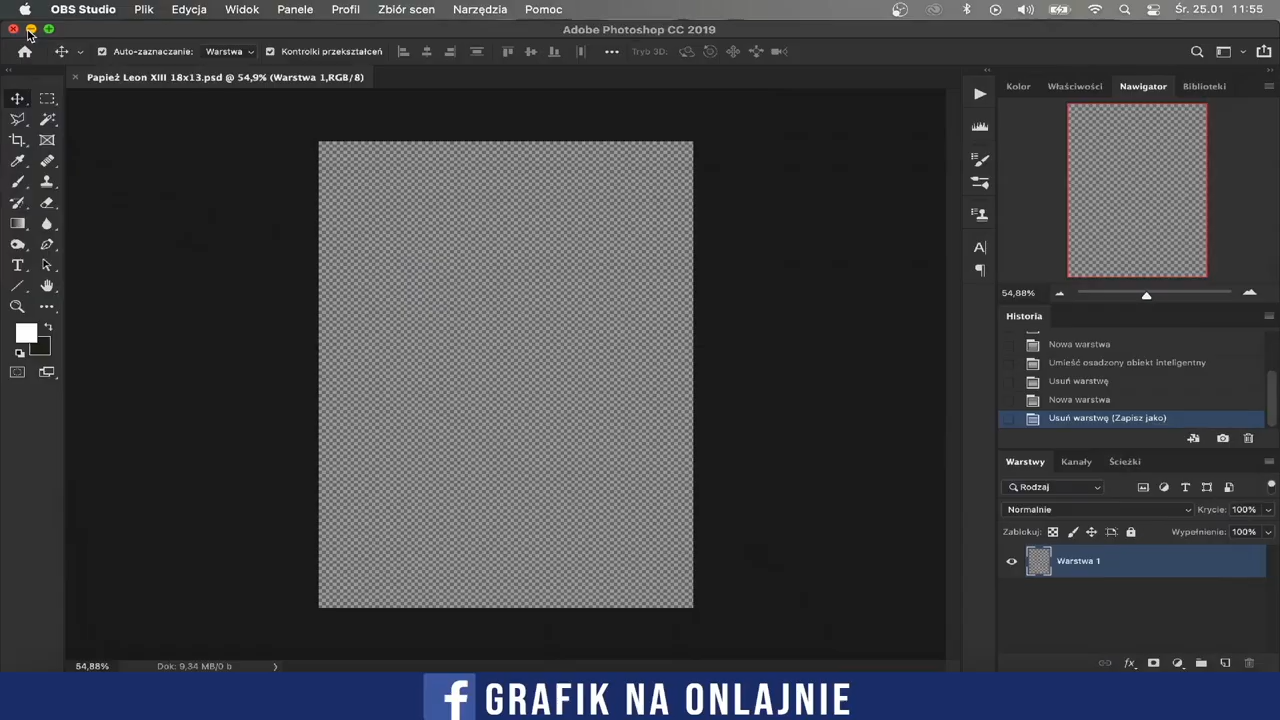 OBS Studio Plik Edycja Widok Panele Profil Zbiór scen Narzędzia Pomoc Śr. 25.01 11:55
Adobe Photoshop CC 2019
Auto-zaznaczanie: Warstwa Kontrolki przekształceń Tryb 3D:
Papież Leon XIII 18x13.psd @ 54,9% (Warstwa 1,RGB/8)
Kolor Właściwości Nawigator Biblioteki
54,88%
Historia
Nowa warstwa
Umieść osadzony obiekt inteligentny
Usuń warstwę
Nowa warstwa
Usuń warstwę (Zapisz jako)
Warstwy Kanały Ścieżki
Rodzaj
Normalnie Krycie: 100%
Zablokuj: Wypełnienie: 100%
Warstwa 1
54,88% Dok: 9,34 MB/0 b
f GRAFIK NA ONLAJNIE